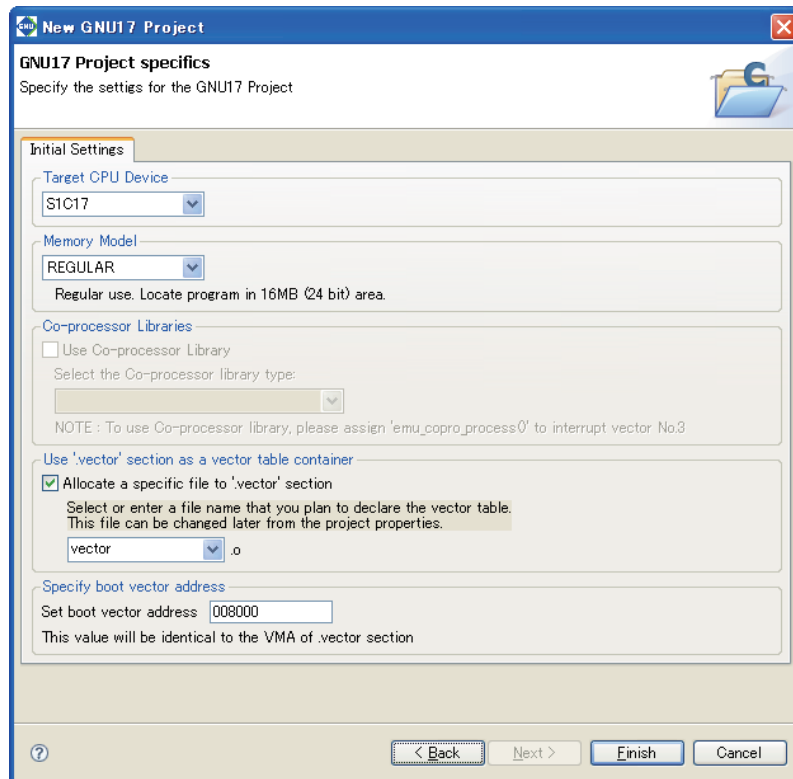 GNU New GNU17 Project
GNU17 Project specifics
Specify the settigs for the GNU17 Project
C
Initial Settings
Target CPU Device
S1C17
Memory Model
REGULAR
Regular use. Locate program in 16MB (24 bit) area.
Co-processor Libraries
Use Co-processor Library
Select the Co-processor library type:
NOTE : To use Co-processor library, please assign 'emu_copro_process()' to interrupt vector No.3
Use '.vector' section as a vector table container
Allocate a specific file to '.vector' section
Select or enter a file name that you plan to declare the vector table.
This file can be changed later from the project properties.
vector .o
Specify boot vector address
Set boot vector address 008000
This value will be identical to the VMA of .vector section
? < Back Next > Finish Cancel